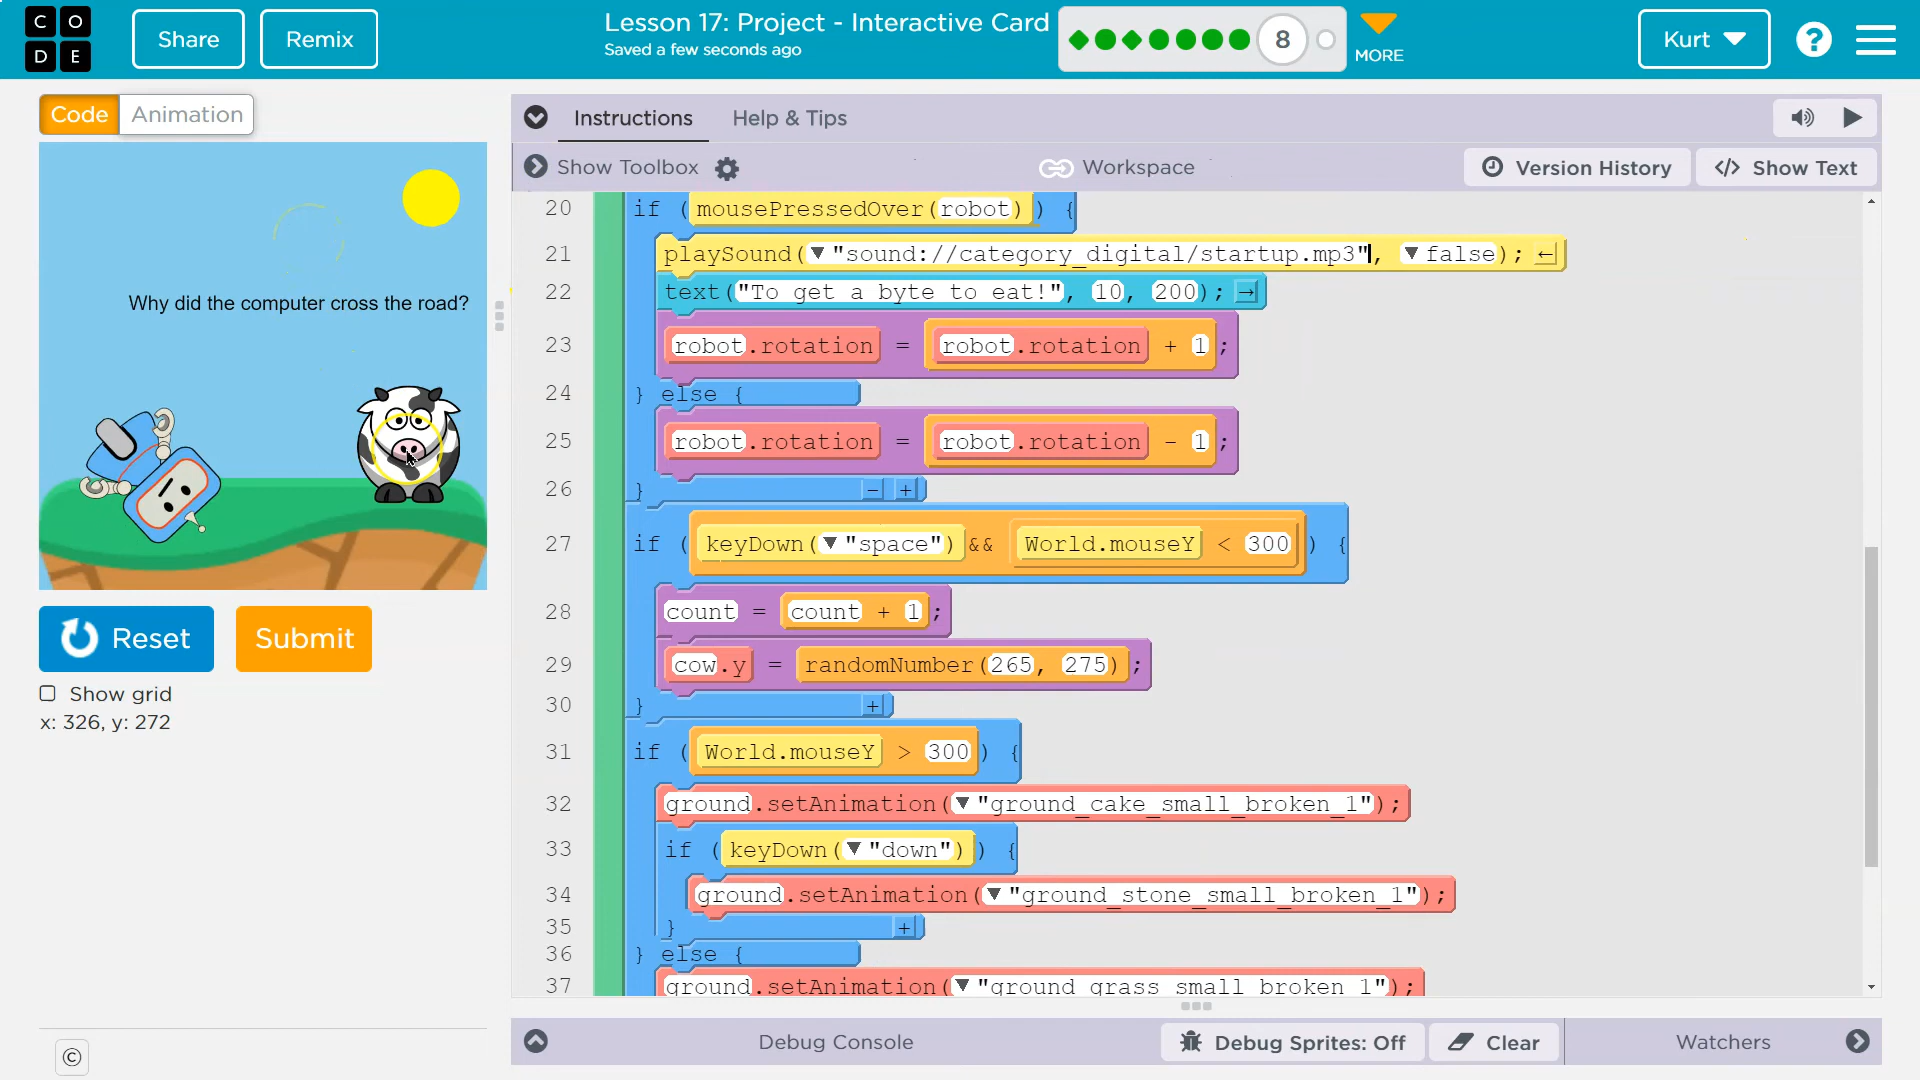 C O
D E
Share
Remix
Lesson 17: Project - Interactive Card
Saved a few seconds ago
8
MORE
Kurt
?
Code
Animation
Instructions
Help & Tips
Show Toolbox
Workspace
Version History
</> Show Text
Why did the computer cross the road?
20 if (mousePressedOver(robot)) {
21 playSound(▼"sound://category_digital/startup.mp3", ▼false); ←
22 text("To get a byte to eat!", 10, 200); →
23 robot.rotation = robot.rotation + 1;
24 } else {
25 robot.rotation = robot.rotation - 1;
26 } - +
27 if (keyDown(▼"space") && World.mouseY < 300) {
28 count = count + 1;
29 cow.y = randomNumber(265, 275);
30 } +
31 if (World.mouseY > 300) {
32 ground.setAnimation(▼"ground_cake_small_broken_1");
33 if (keyDown(▼"down")) {
34 ground.setAnimation(▼"ground_stone_small_broken_1");
35 } +
36 } else {
37 ground.setAnimation(▼"ground_grass_small_broken_1");
Reset
Submit
Show grid
x: 326, y: 272
©
Debug Console
Debug Sprites: Off
Clear
Watchers